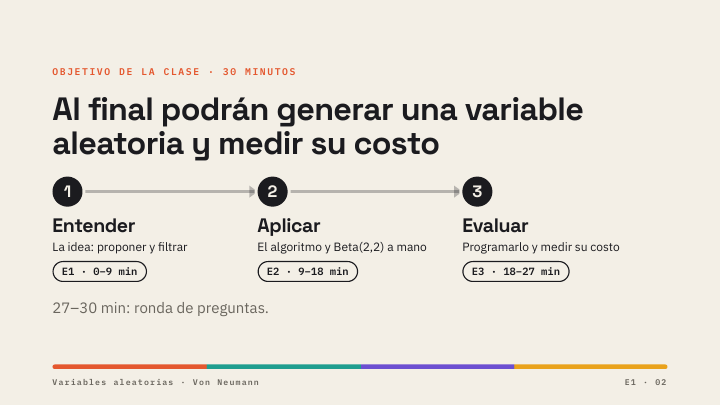 OBJETIVO DE LA CLASE · 30 MINUTOS
Al final podrán generar una variable
aleatoria y medir su costo
1
2
3
Entender
Aplicar
Evaluar
La idea: proponer y filtrar
El algoritmo y Beta(2,2) a mano
Programarlo y medir su costo
E1 · 0–9 min
E2 · 9–18 min
E3 · 18–27 min
27–30 min: ronda de preguntas.
Variables aleatorias · Von Neumann
E1 · 02